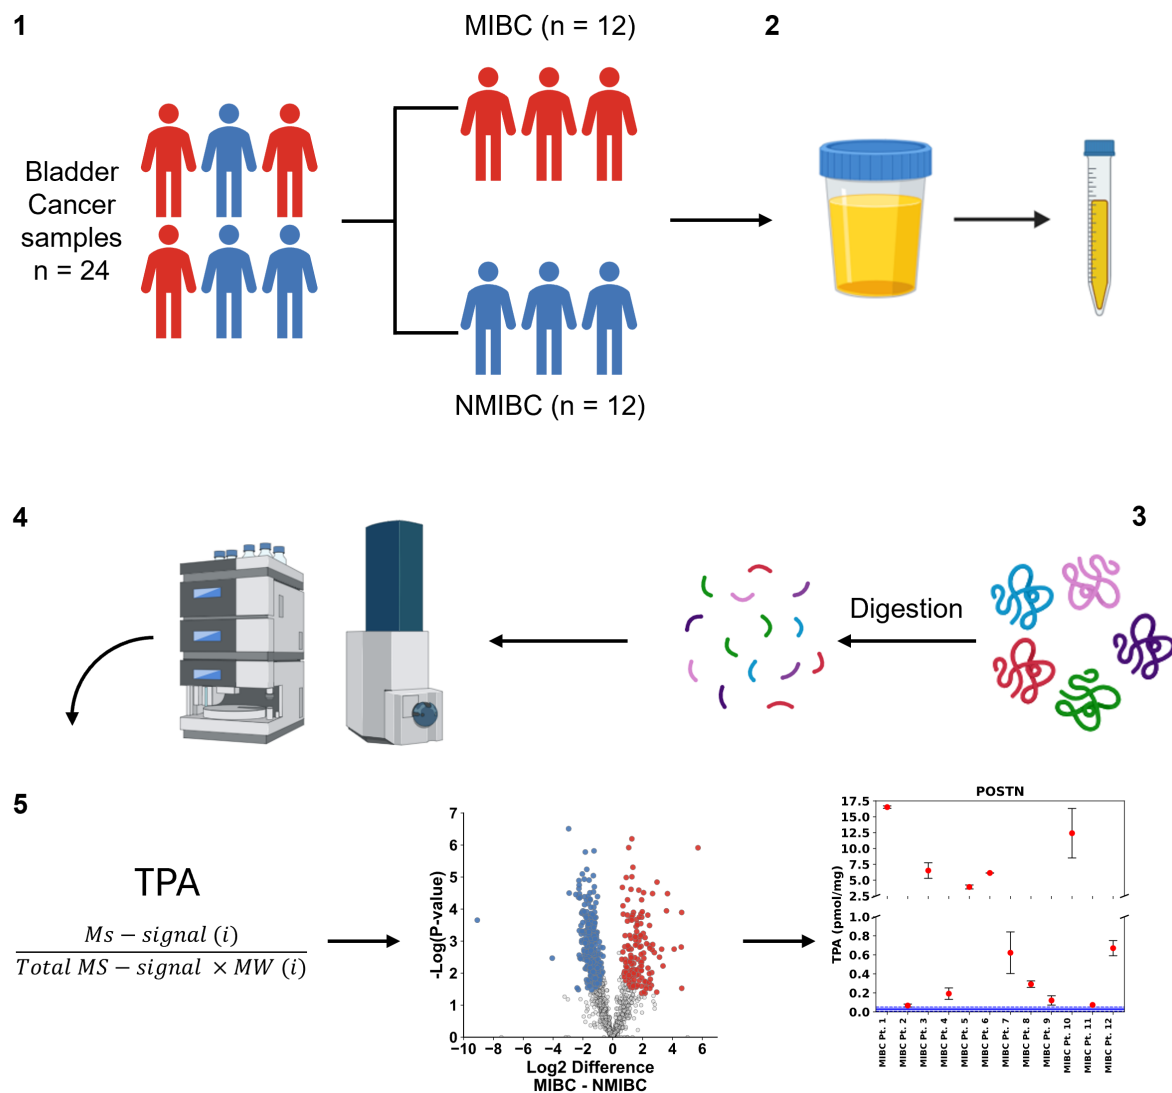 1
MIBC (n = 12)
2
Bladder
Cancer
samples
n = 24
NMIBC (n = 12)
4
3
Digestion
5
TPA
Ms − signal (i)
Total MS − signal × MW (i)
7
6
5
4
3
2
1
0
-Log(P-value)
−10 −8 −6 −4 −2 0 2 4 6
Log2 Difference
MIBC - NMIBC
POSTN
17.5
15.0
12.5
10.0
7.5
5.0
2.5
1.0
0.8
0.6
0.4
0.2
0.0
TPA (pmol/mg)
MIBC Pt. 1
MIBC Pt. 2
MIBC Pt. 3
MIBC Pt. 4
MIBC Pt. 5
MIBC Pt. 6
MIBC Pt. 7
MIBC Pt. 8
MIBC Pt. 9
MIBC Pt. 10
MIBC Pt. 11
MIBC Pt. 12